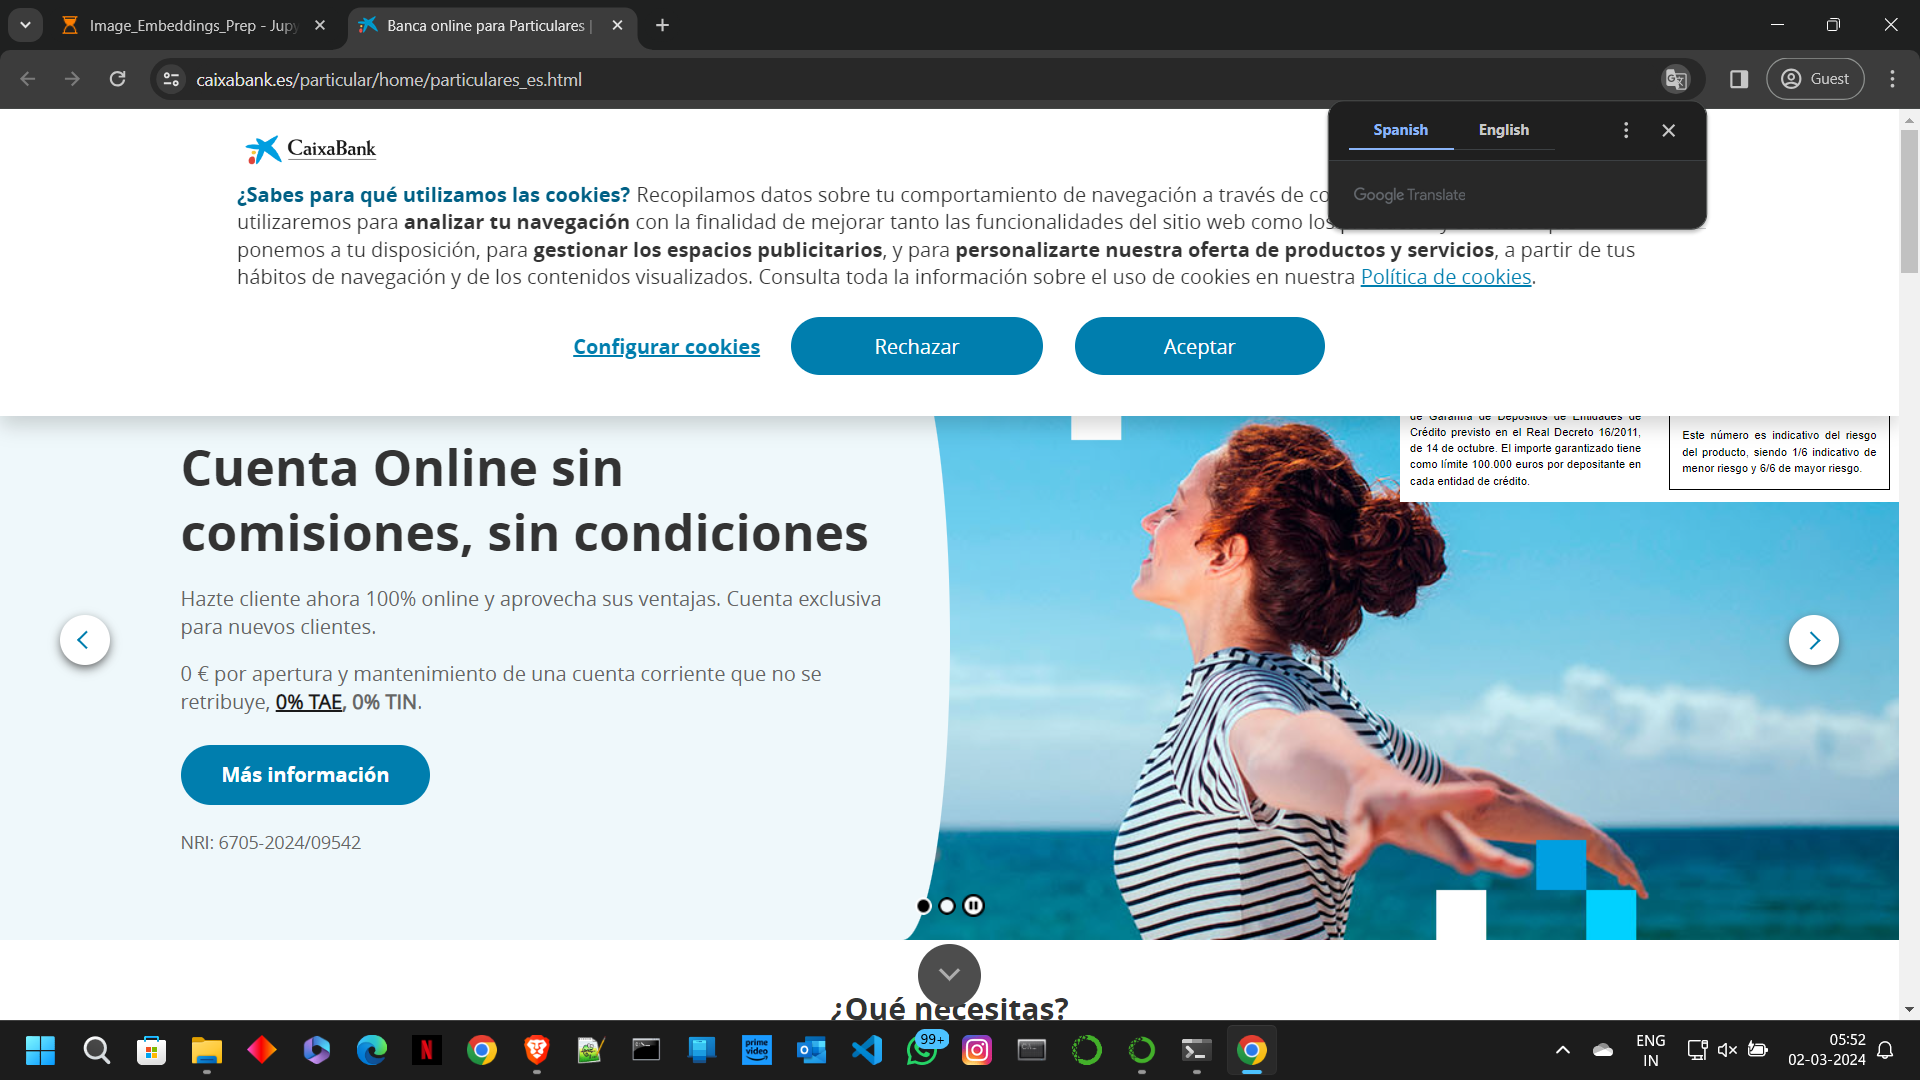 Image_Embeddings_Prep - Jupy
Banca online para Particulares |
caixabank.es/particular/home/particulares_es.html
Guest
Spanish
English
Google Translate
CaixaBank
¿Sabes para qué utilizamos las cookies? Recopilamos datos sobre tu comportamiento de navegación a través de co
utilizaremos para analizar tu navegación con la finalidad de mejorar tanto las funcionalidades del sitio web como los
ponemos a tu disposición, para gestionar los espacios publicitarios, y para personalizarte nuestra oferta de productos y servicios, a partir de tus
hábitos de navegación y de los contenidos visualizados. Consulta toda la información sobre el uso de cookies en nuestra Política de cookies.
Configurar cookies
Rechazar
Aceptar
de Garantía de Depósitos de Entidades de
Crédito previsto en el Real Decreto 16/2011,
de 14 de octubre. El importe garantizado tiene
como límite 100.000 euros por depositante en
cada entidad de crédito.
Este número es indicativo del riesgo
del producto, siendo 1/6 indicativo de
menor riesgo y 6/6 de mayor riesgo.
Cuenta Online sin
comisiones, sin condiciones
Hazte cliente ahora 100% online y aprovecha sus ventajas. Cuenta exclusiva
para nuevos clientes.
0 € por apertura y mantenimiento de una cuenta corriente que no se
retribuye, 0% TAE, 0% TIN.
Más información
NRI: 6705-2024/09542
¿Qué necesitas?
prime
video
99+
ENG
IN
05:52
02-03-2024